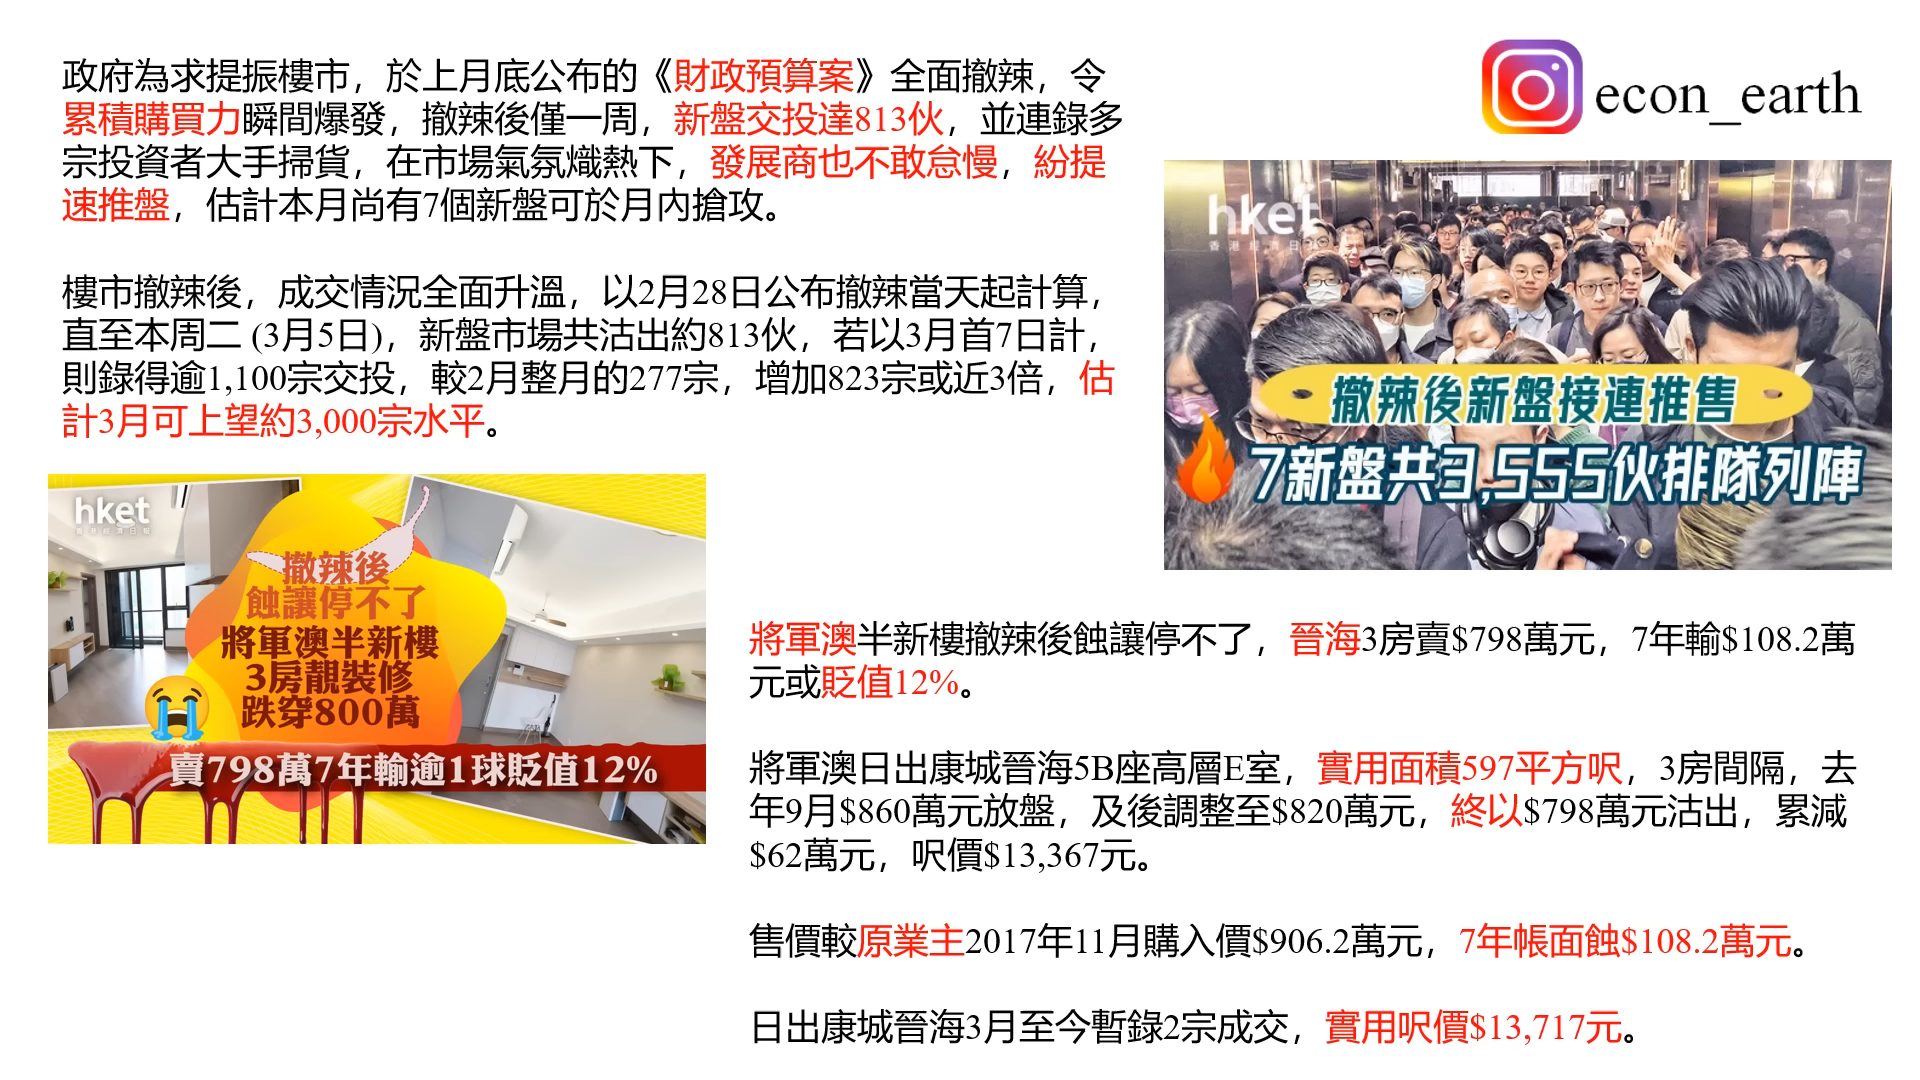 政府為求提振樓市，於上月底公布的《財政預算案》全面撤辣，令
累積購買力瞬間爆發，撤辣後僅一周，新盤交投達813伙，並連錄多
宗投資者大手掃貨，在市場氣氛熾熱下，發展商也不敢怠慢，紛提
速推盤，估計本月尚有7個新盤可於月內搶攻。
樓市撤辣後，成交情況全面升溫，以2月28日公布撤辣當天起計算，
直至本周二 (3月5日)，新盤市場共沽出約813伙，若以3月首7日計，
則錄得逾1,100宗交投，較2月整月的277宗，增加823宗或近3倍，估
計3月可上望約3,000宗水平。
econ_earth
hket
香港經濟日報
撤辣後新盤接連推售
7新盤共3,555伙排隊列陣
hket
香港經濟日報
撤辣後
蝕讓停不了
將軍澳半新樓
3房靚裝修
跌穿800萬
賣798萬7年輸逾1球貶值12%
將軍澳半新樓撤辣後蝕讓停不了，晉海3房賣$798萬元，7年輸$108.2萬
元或貶值12%。
將軍澳日出康城晉海5B座高層E室，實用面積597平方呎，3房間隔，去
年9月$860萬元放盤，及後調整至$820萬元，終以$798萬元沽出，累減
$62萬元，呎價$13,367元。
售價較原業主2017年11月購入價$906.2萬元，7年帳面蝕$108.2萬元。
日出康城晉海3月至今暫錄2宗成交，實用呎價$13,717元。